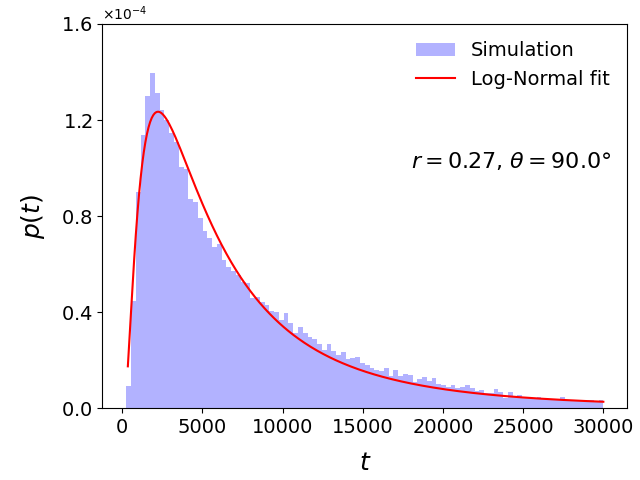 ×10⁻⁴
1.6
1.2
0.8
0.4
0.0
p(t)
Simulation
Log-Normal fit
r = 0.27, θ = 90.0°
0 5000 10000 15000 20000 25000 30000
t